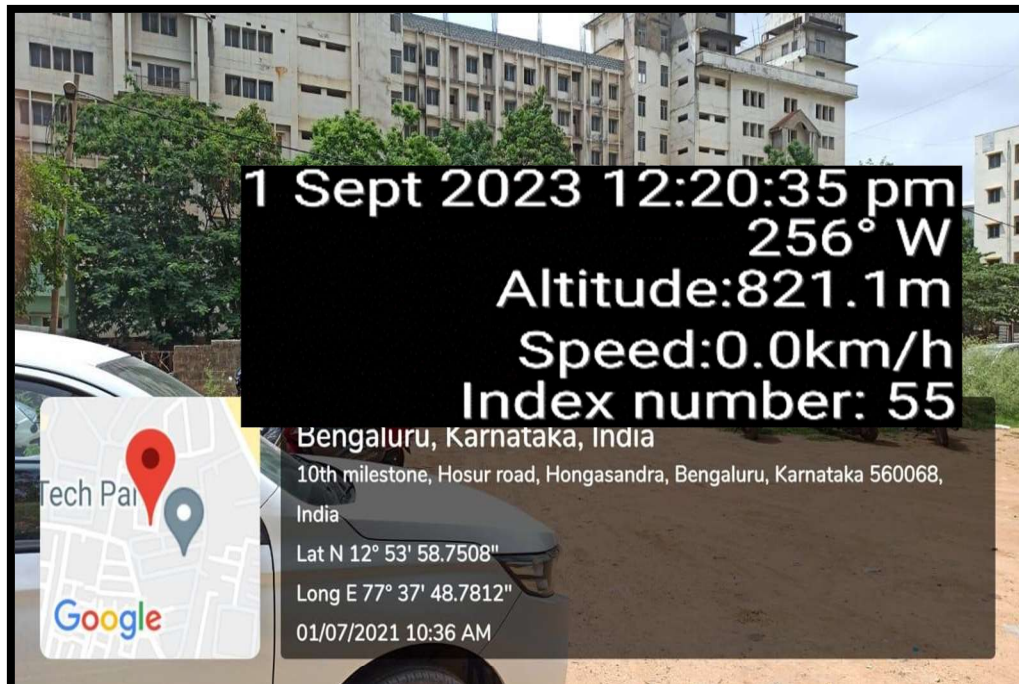 1 Sept 2023 12:20:35 pm
256° W
Altitude:821.1m
Speed:0.0km/h
Index number: 55
Bengaluru, Karnataka, India
10th milestone, Hosur road, Hongasandra, Bengaluru, Karnataka 560068,
India
Lat N 12° 53' 58.7508"
Long E 77° 37' 48.7812"
01/07/2021 10:36 AM
Tech Par
Google